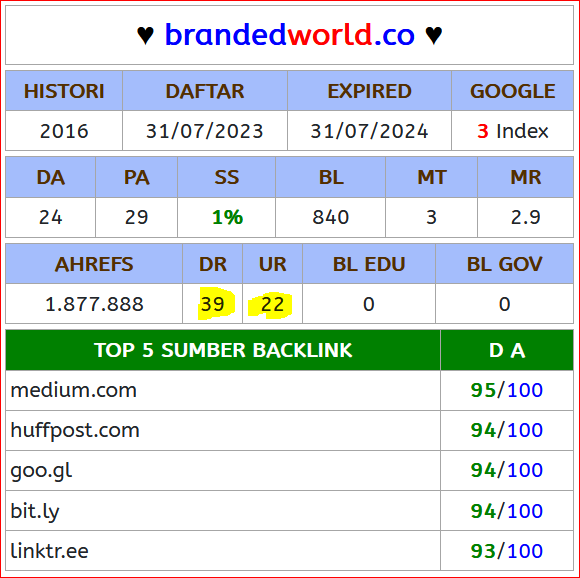 ♥ brandedworld.co ♥
HISTORI DAFTAR EXPIRED GOOGLE
2016 31/07/2023 31/07/2024 3 Index
DA PA SS BL MT MR
24 29 1% 840 3 2.9
AHREFS DR UR BL EDU BL GOV
1.877.888 39 22 0 0
TOP 5 SUMBER BACKLINK D A
medium.com 95/100
huffpost.com 94/100
goo.gl 94/100
bit.ly 94/100
linktr.ee 93/100